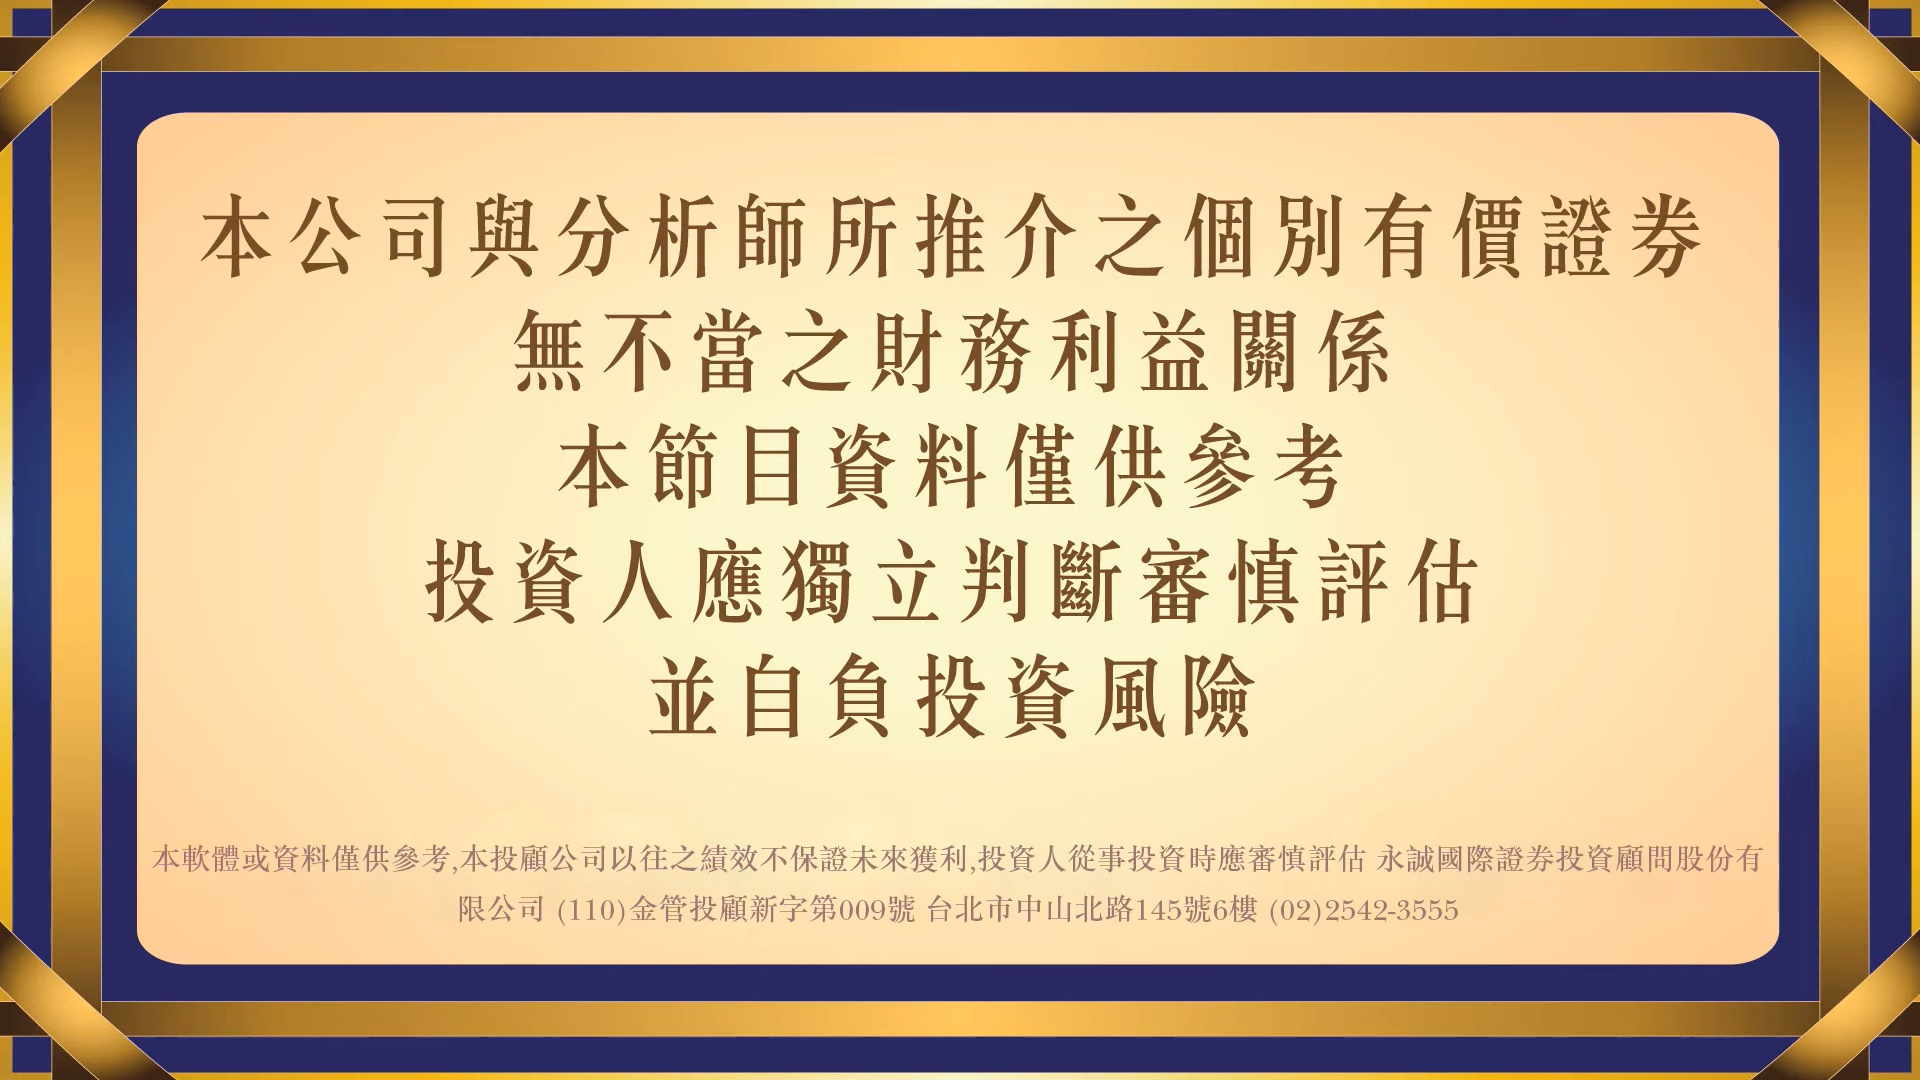 本公司與分析師所推介之個別有價證券
無不當之財務利益關係
本節目資料僅供參考
投資人應獨立判斷審慎評估
並自負投資風險
本軟體或資料僅供參考,本投顧公司以往之績效不保證未來獲利,投資人從事投資時應審慎評估 永誠國際證券投資顧問股份有
限公司 (110)金管投顧新字第009號 台北市中山北路145號6樓 (02)2542-3555